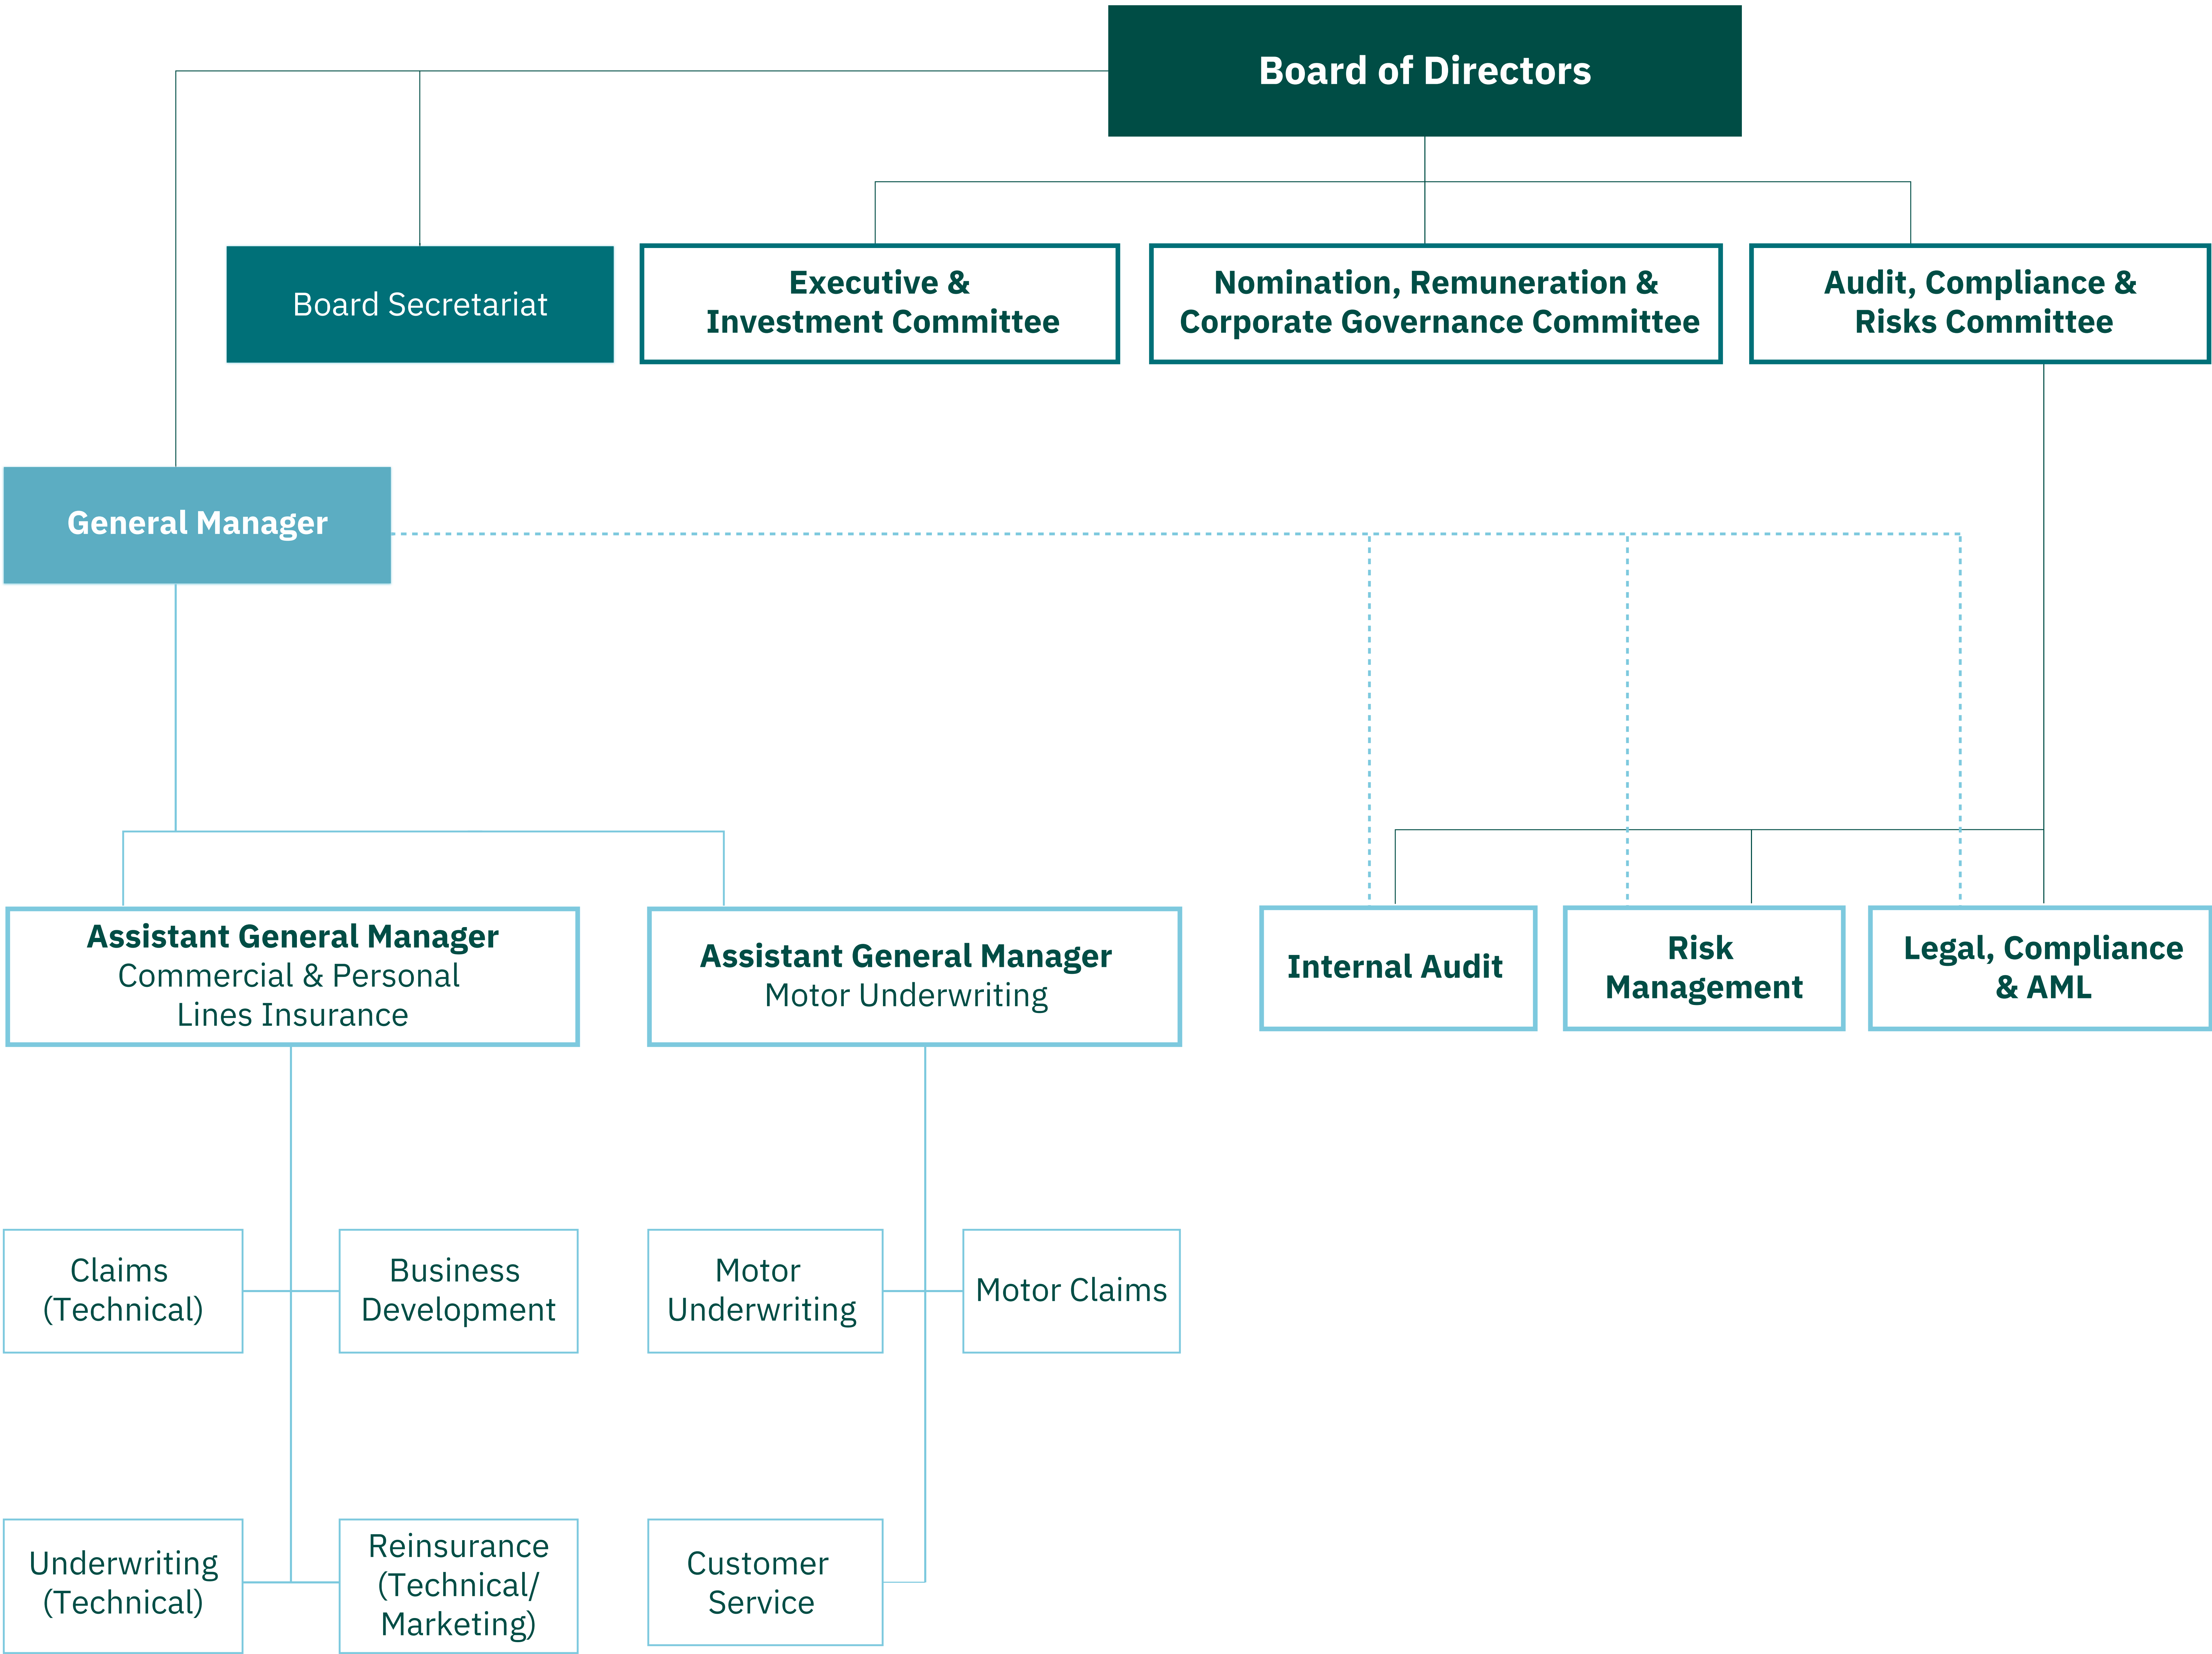 Board of Directors
Board Secretariat
Executive &
Investment Committee
Nomination, Remuneration &
Corporate Governance Committee
Audit, Compliance &
Risks Committee
General Manager
Assistant General Manager
Commercial & Personal
Lines Insurance
Assistant General Manager
Motor Underwriting
Internal Audit
Risk
Management
Legal, Compliance
& AML
Claims
(Technical)
Business
Development
Motor
Underwriting
Motor Claims
Underwriting
(Technical)
Reinsurance
(Technical/
Marketing)
Customer
Service